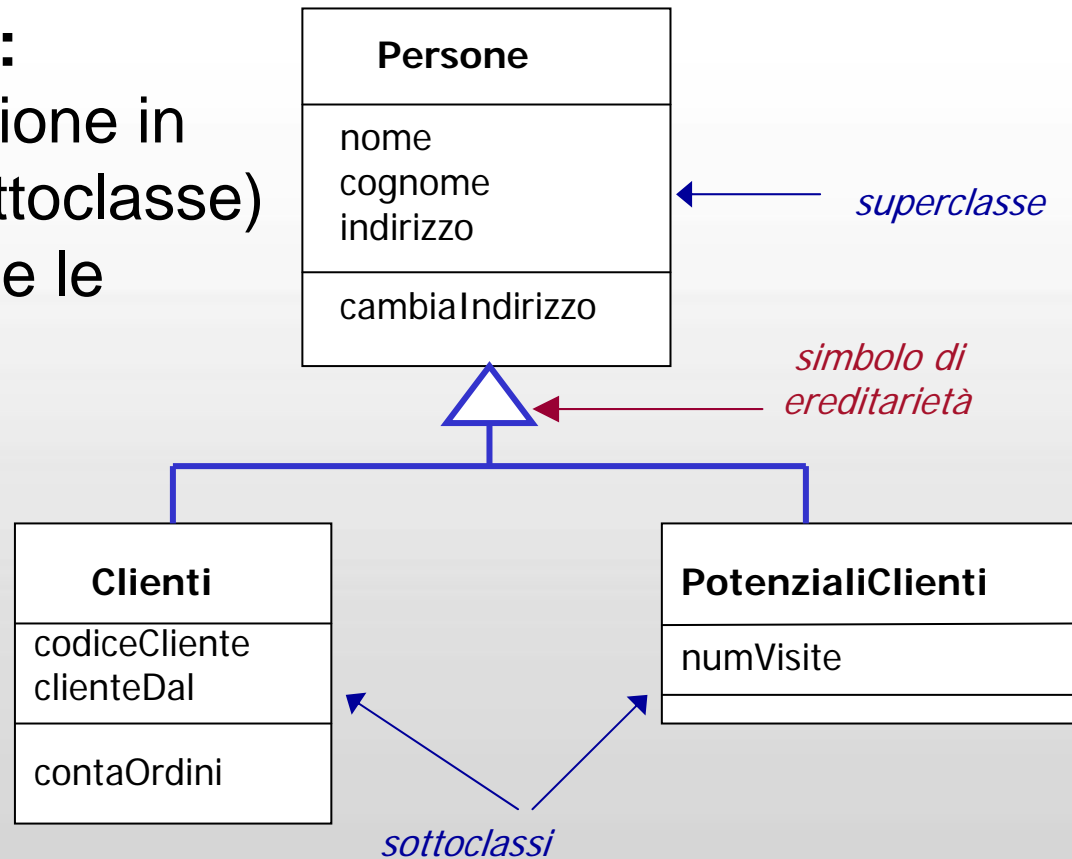 :
ione in
ttoclasse)
e le
Persone
nome
cognome
indirizzo
cambiaIndirizzo
superclasse
simbolo di
ereditarietà
Clienti
codiceCliente
clienteDal
contaOrdini
PotenzialiClienti
numVisite
sottoclassi